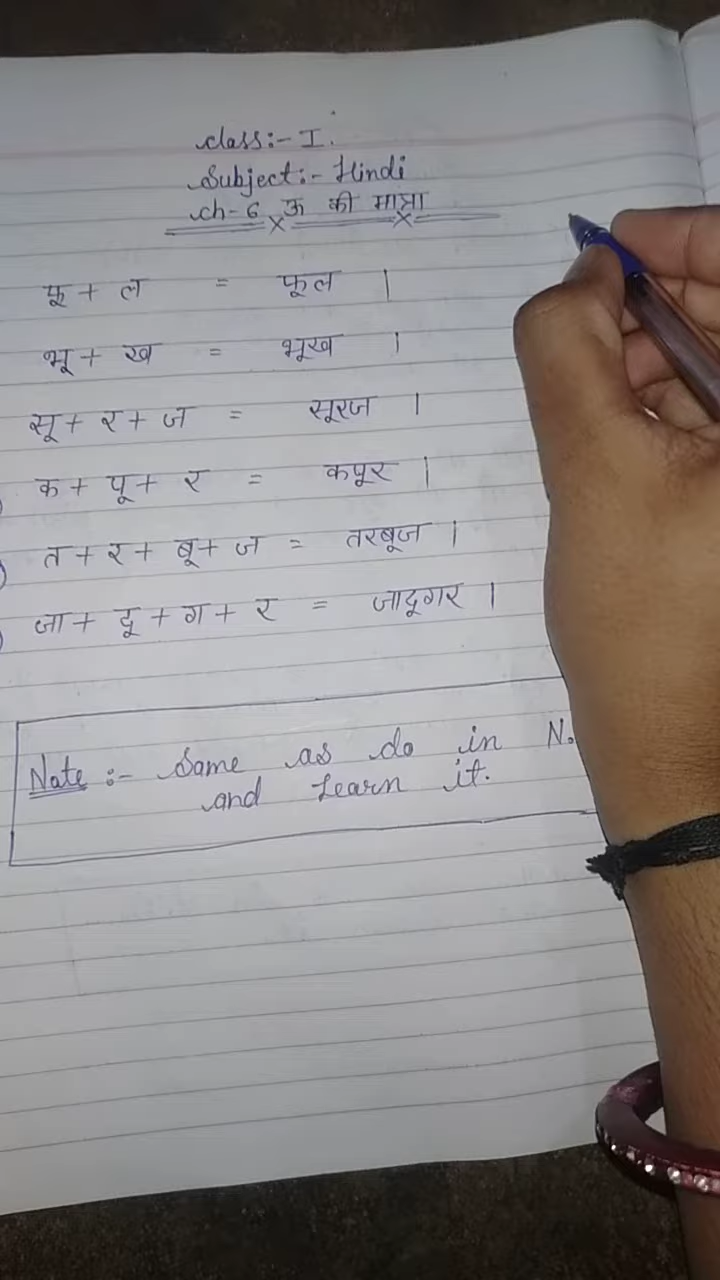 Class:- I.
Subject:- Hindi
Ch-6 ऊ की मात्रा
फू + ल = फूल |
भू + ख = भूख |
सू + र + ज = सूरज |
क + पू + र = कपूर |
त + र + बू + ज = तरबूज |
जा + दू + ग + र = जादूगर |
Note :- Same as do in N.
and Learn it.